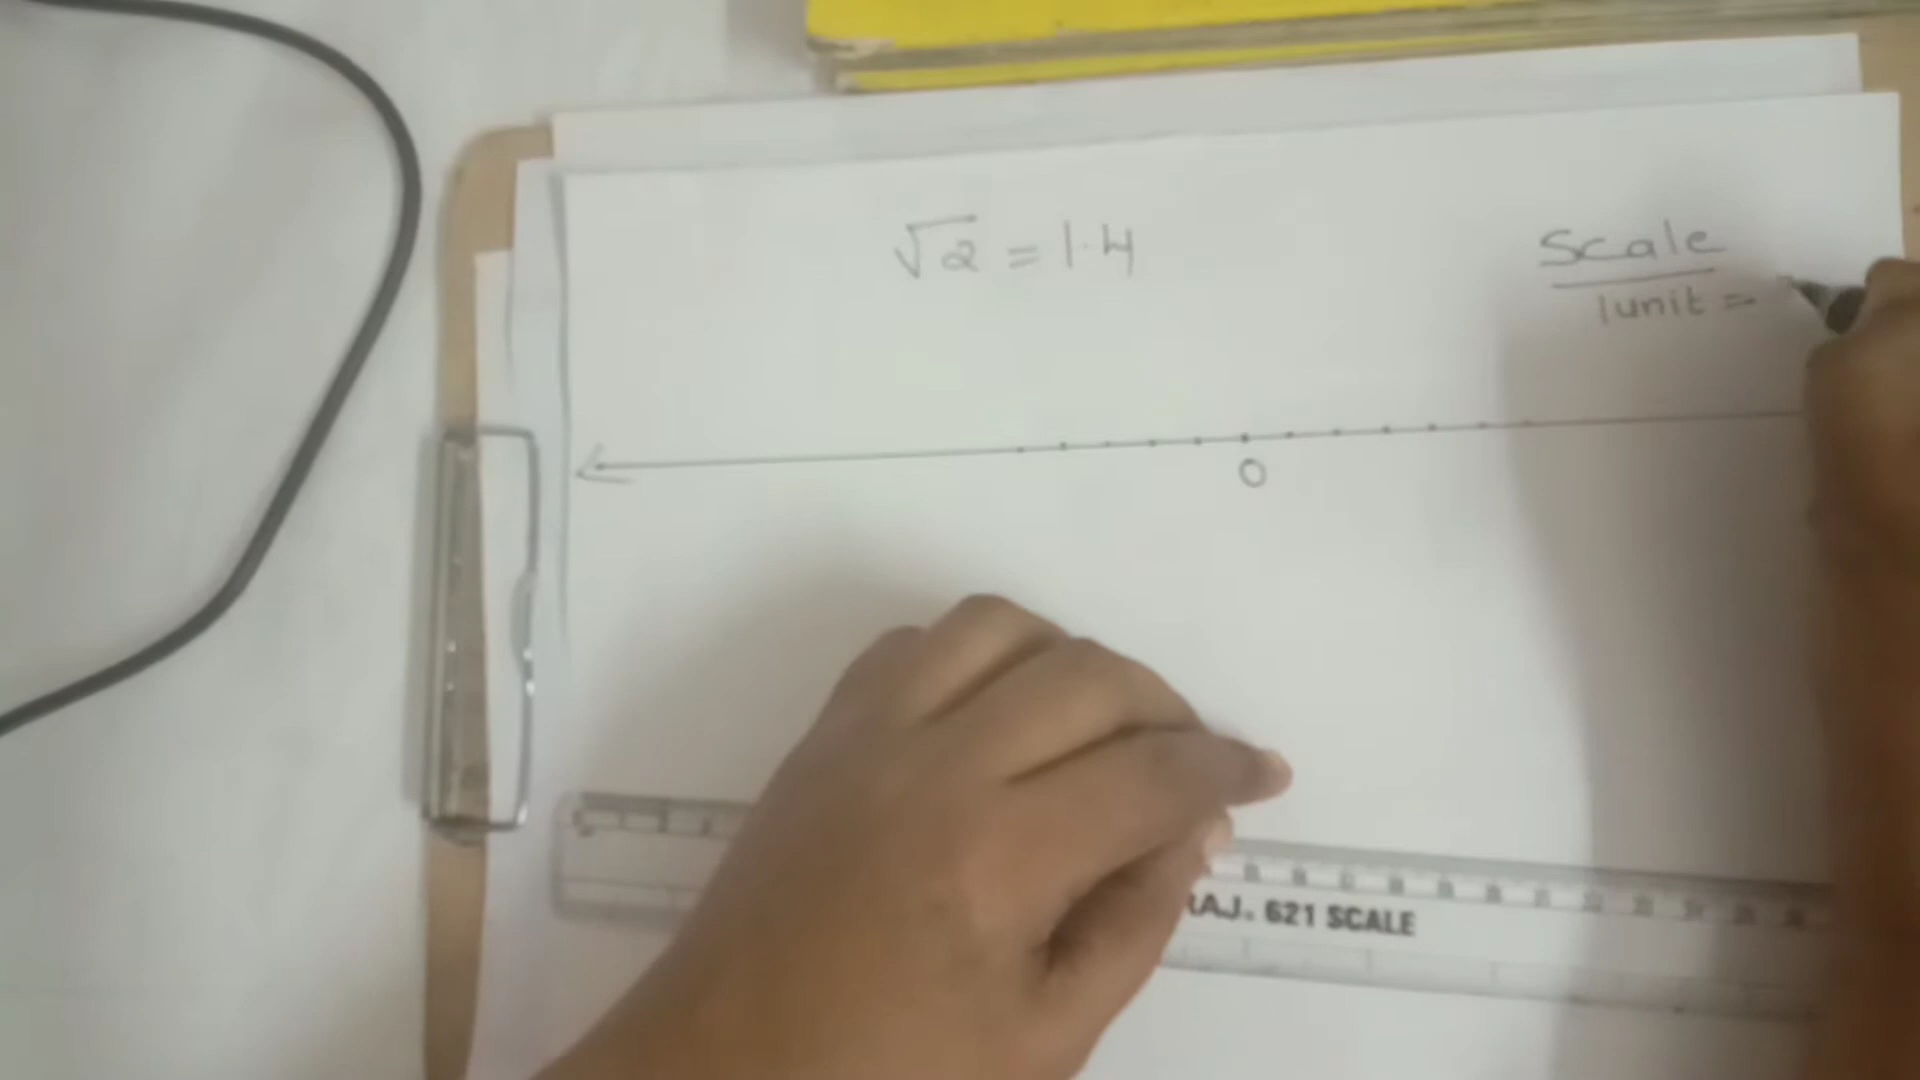 √2 = 1.4
Scale
1unit =
0
RAJ. 621 SCALE